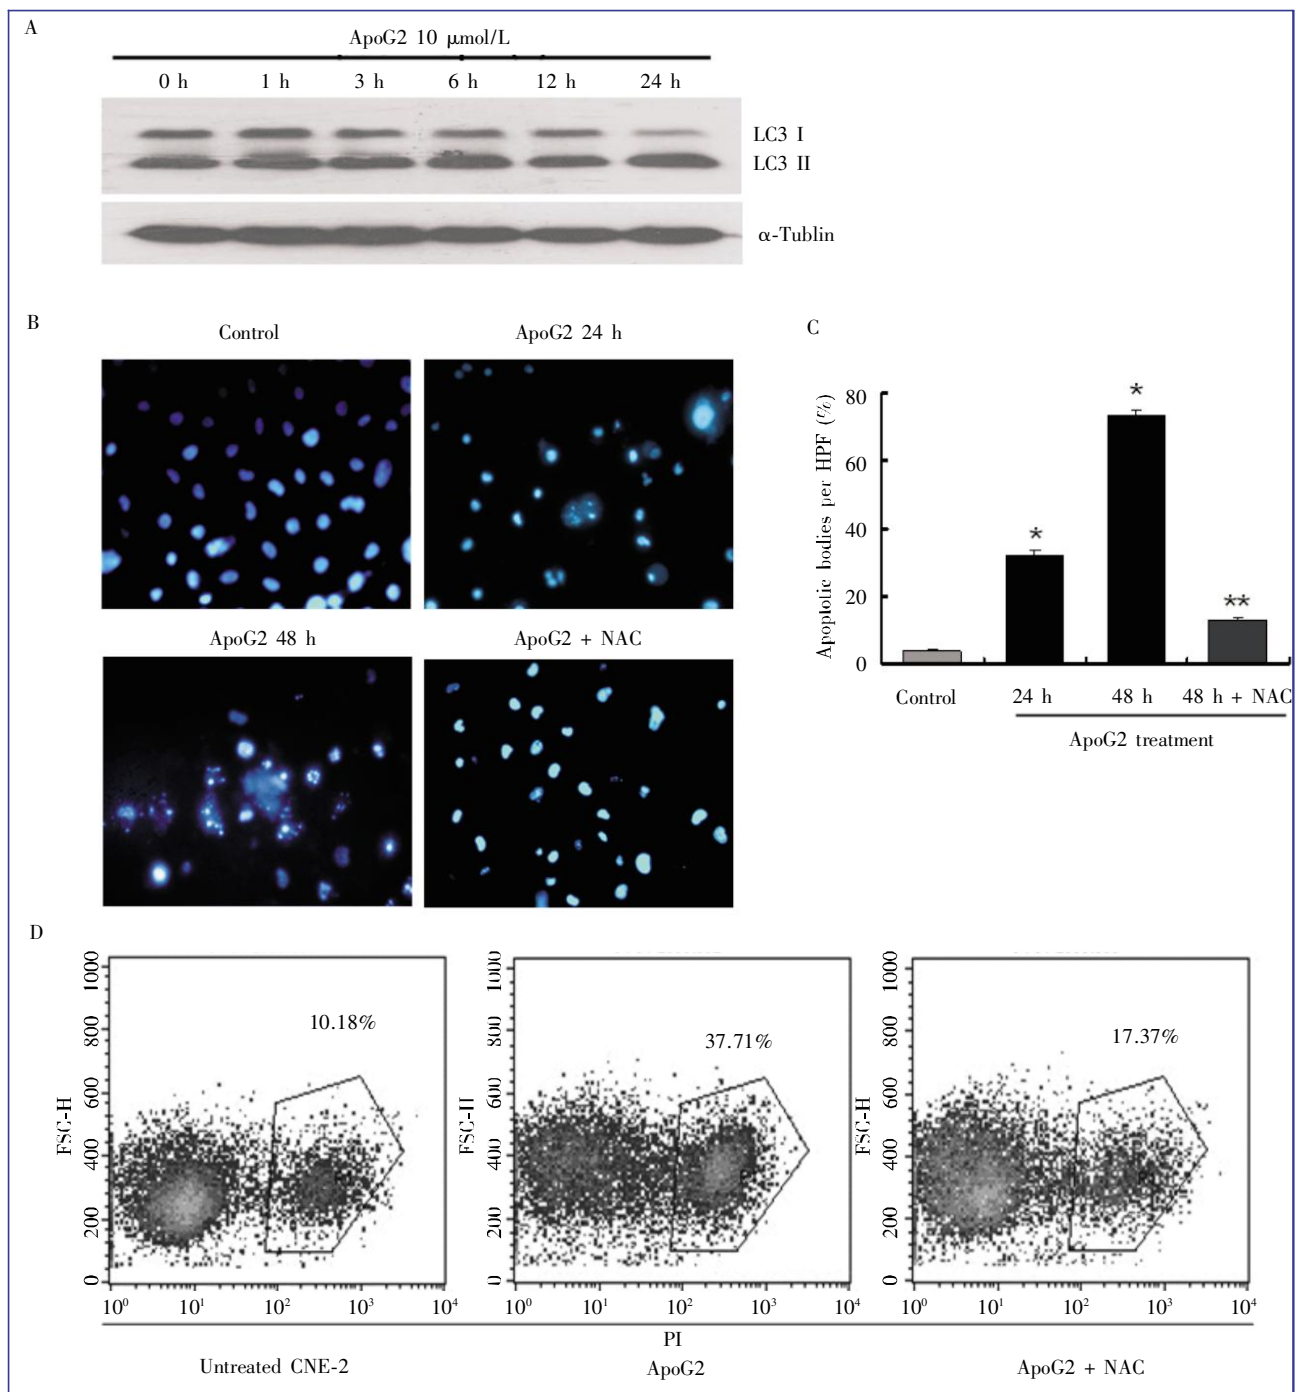 A
ApoG2 10 μmol/L
0 h 1 h 3 h 6 h 12 h 24 h
LC3 I
LC3 II
α-Tublin
B
Control ApoG2 24 h
ApoG2 48 h ApoG2 + NAC
C
Apoptotic bodies per HPF (%)
80
60
40
20
0
* * **
Control 24 h 48 h 48 h + NAC
ApoG2 treatment
D
FSC-H
1000
800
600
400
200
0
10.18%
10⁰ 10¹ 10² 10³ 10⁴
Untreated CNE-2
FSC-H
1000
800
600
400
200
0
37.71%
10⁰ 10¹ 10² 10³ 10⁴
PI
ApoG2
FSC-H
1000
800
600
400
200
0
17.37%
10⁰ 10¹ 10² 10³ 10⁴
ApoG2 + NAC